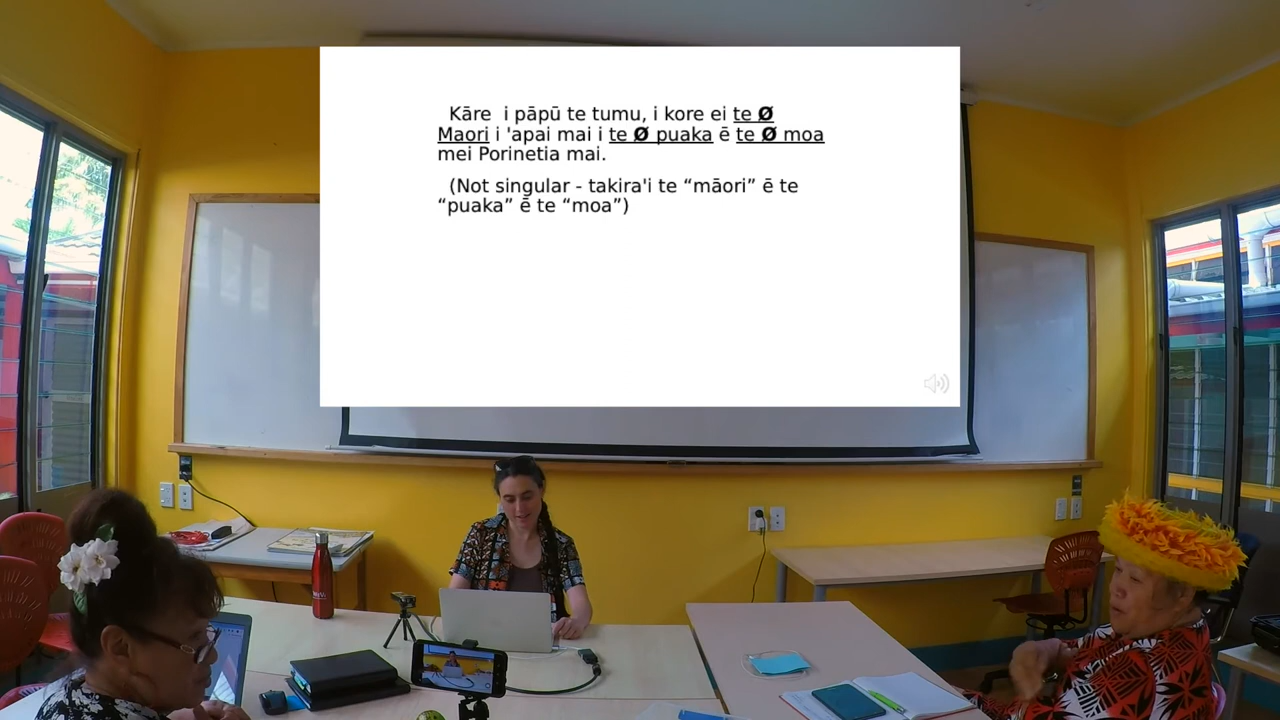 Kāre i pāpū te tumu, i kore ei te Ø
Maori i 'apai mai i te Ø puaka ē te Ø moa
mei Porinetia mai.
(Not singular - takira'i te “māori” ē te
“puaka” ē te “moa”)